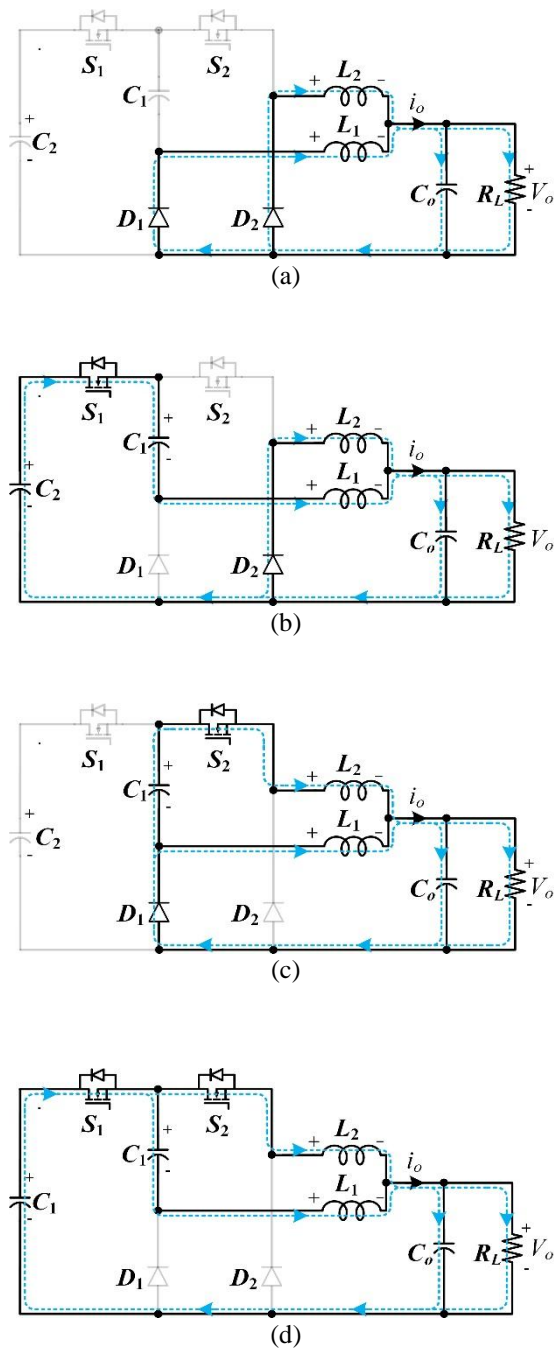 S1 S2
L2
+ -
C1
io
+
C2
-
L1
+ -
+
D1 D2 Co RL Vo
-
(a)
S1 S2
L2
+ -
C1
+
-
io
+
C2
-
L1
+ -
D1 D2 Co RL Vo
+
-
(b)
S1 S2
L2
+ -
C1
+
-
io
+
C2
-
L1
+ -
D1 D2 Co RL Vo
+
-
(c)
S1 S2
L2
+ -
C1
+
-
io
+
C1
-
L1
+ -
D1 D2 Co RL Vo
+
-
(d)